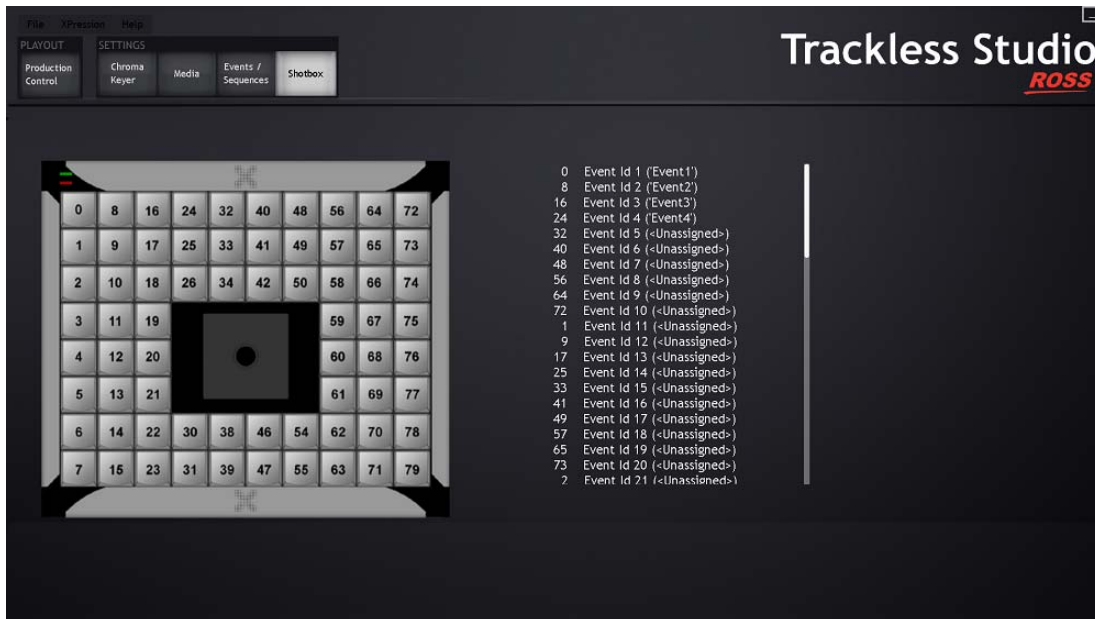 File XPression Help
PLAYOUT SETTINGS
Production Control
Chroma Keyer
Media
Events / Sequences
Shotbox
Trackless Studio
ROSS
0 8 16 24 32 40 48 56 64 72
1 9 17 25 33 41 49 57 65 73
2 10 18 26 34 42 50 58 66 74
3 11 19 59 67 75
4 12 20 60 68 76
5 13 21 61 69 77
6 14 22 30 38 46 54 62 70 78
7 15 23 31 39 47 55 63 71 79
0 Event Id 1 ('Event1')
8 Event Id 2 ('Event2')
16 Event Id 3 ('Event3')
24 Event Id 4 ('Event4')
32 Event Id 5 (<Unassigned>)
40 Event Id 6 (<Unassigned>)
48 Event Id 7 (<Unassigned>)
56 Event Id 8 (<Unassigned>)
64 Event Id 9 (<Unassigned>)
72 Event Id 10 (<Unassigned>)
1 Event Id 11 (<Unassigned>)
9 Event Id 12 (<Unassigned>)
17 Event Id 13 (<Unassigned>)
25 Event Id 14 (<Unassigned>)
33 Event Id 15 (<Unassigned>)
41 Event Id 16 (<Unassigned>)
49 Event Id 17 (<Unassigned>)
57 Event Id 18 (<Unassigned>)
65 Event Id 19 (<Unassigned>)
73 Event Id 20 (<Unassigned>)
2 Event Id 21 (<Unassigned>)